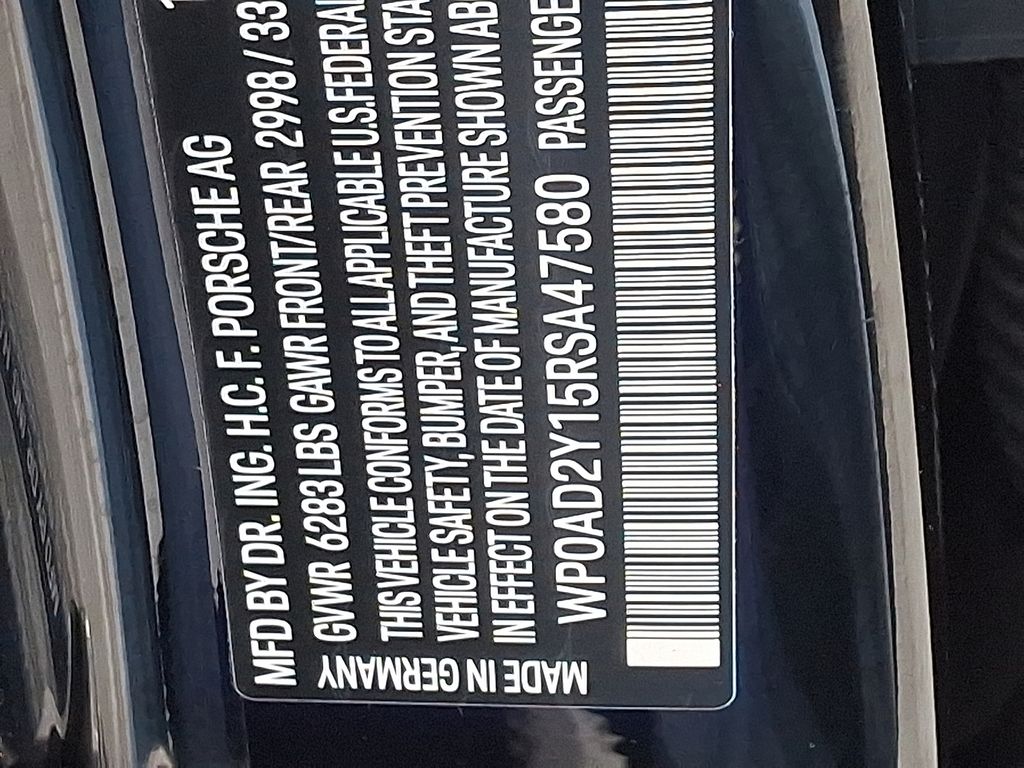 MFD BY DR. ING. H.C. F. PORSCHE AG
GVWR 6283 LBS GAWR FRONT/REAR 2998 / 33
THIS VEHICLE CONFORMS TO ALL APPLICABLE U.S. FEDERAL
VEHICLE SAFETY, BUMPER, AND THEFT PREVENTION STA
IN EFFECT ON THE DATE OF MANUFACTURE SHOWN AB
WP0AD2Y15RSA47580 PASSENGE
MADE IN GERMANY